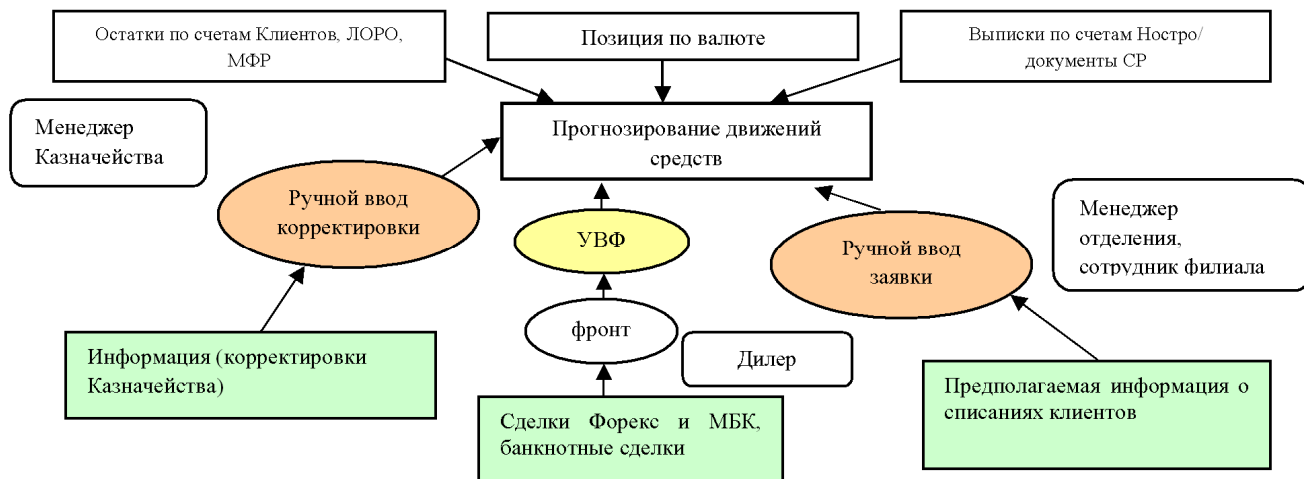 Остатки по счетам Клиентов, ЛОРО,
МФР
Позиция по валюте
Выписки по счетам Ностро/
документы СР
Менеджер
Казначейства
Прогнозирование движений
средств
Ручной ввод
корректировки
УВФ
Ручной ввод
заявки
Менеджер
отделения,
сотрудник филиала
фронт
Дилер
Информация (корректировки
Казначейства)
Сделки Форекс и МБК,
банкнотные сделки
Предполагаемая информация о
списаниях клиентов